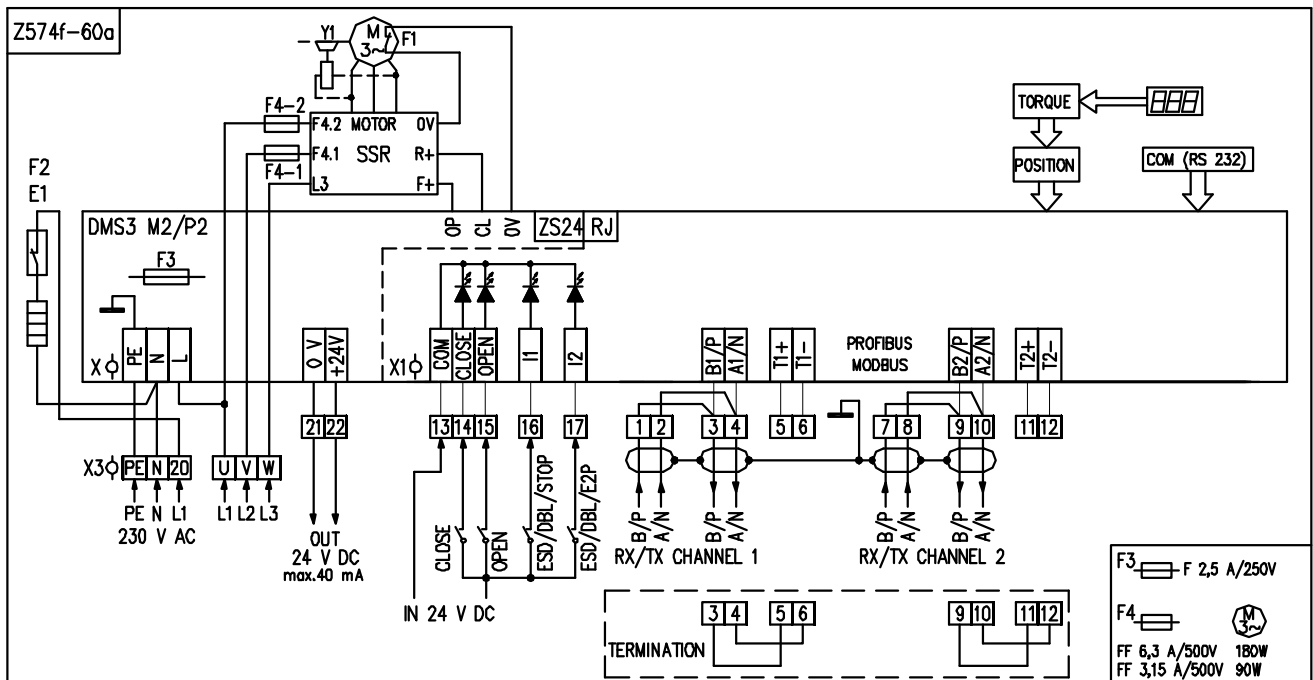 Z574f-60a
Y1
M
3~
F1
F4-2
F4.2 MOTOR 0V
SSR
F4.1 R+
F4-1
L3 F+
F2
E1
TORQUE
POSITION
COM (RS 232)
DMS3 M2/P2
F3
OP CL 0V
ZS24 RJ
X
PE N L
0 V +24V
X1
COM CLOSE OPEN I1 I2
B1/P A1/N T1+ T1-
PROFIBUS
MODBUS
B2/P A2/N T2+ T2-
21 22
13 14 15 16 17
1 2 3 4 5 6
7 8 9 10 11 12
X3
PE N 20
U V W
PE N L1
L1 L2 L3
230 V AC
OUT
24 V DC
max.40 mA
CLOSE
OPEN
ESD/DBL/STOP
ESD/DBL/E2P
IN 24 V DC
B/P A/N B/P A/N
RX/TX CHANNEL 1
B/P A/N B/P A/N
RX/TX CHANNEL 2
TERMINATION
3 4 5 6
9 10 11 12
F3 F 2,5 A/250V
F4 M
3~
FF 6,3 A/500V 180W
FF 3,15 A/500V 90W